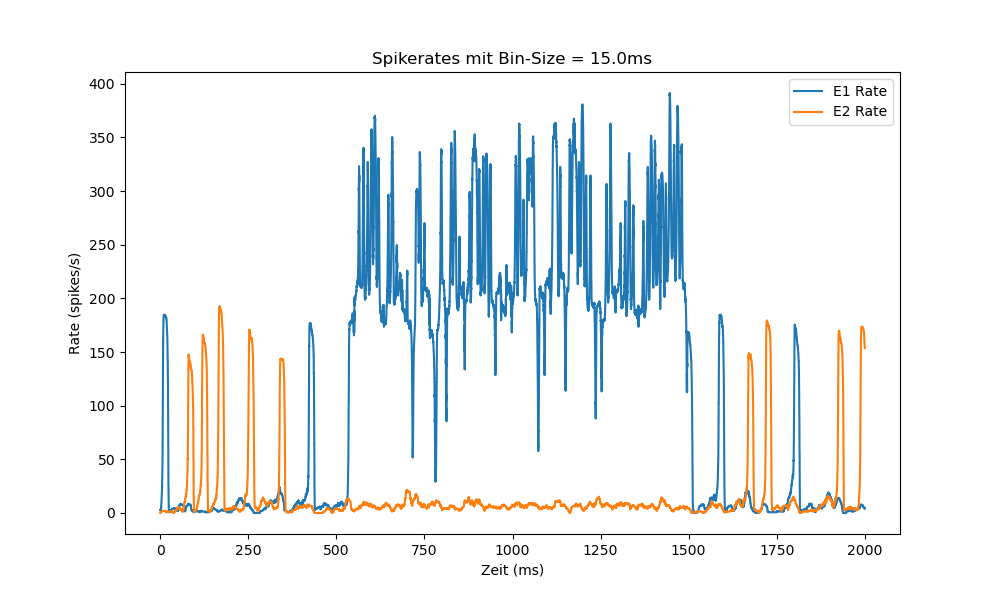 Spikerates mit Bin-Size = 15.0ms
E1 Rate
E2 Rate
400
350
300
250
200
150
100
50
0
Rate (spikes/s)
0 250 500 750 1000 1250 1500 1750 2000
Zeit (ms)